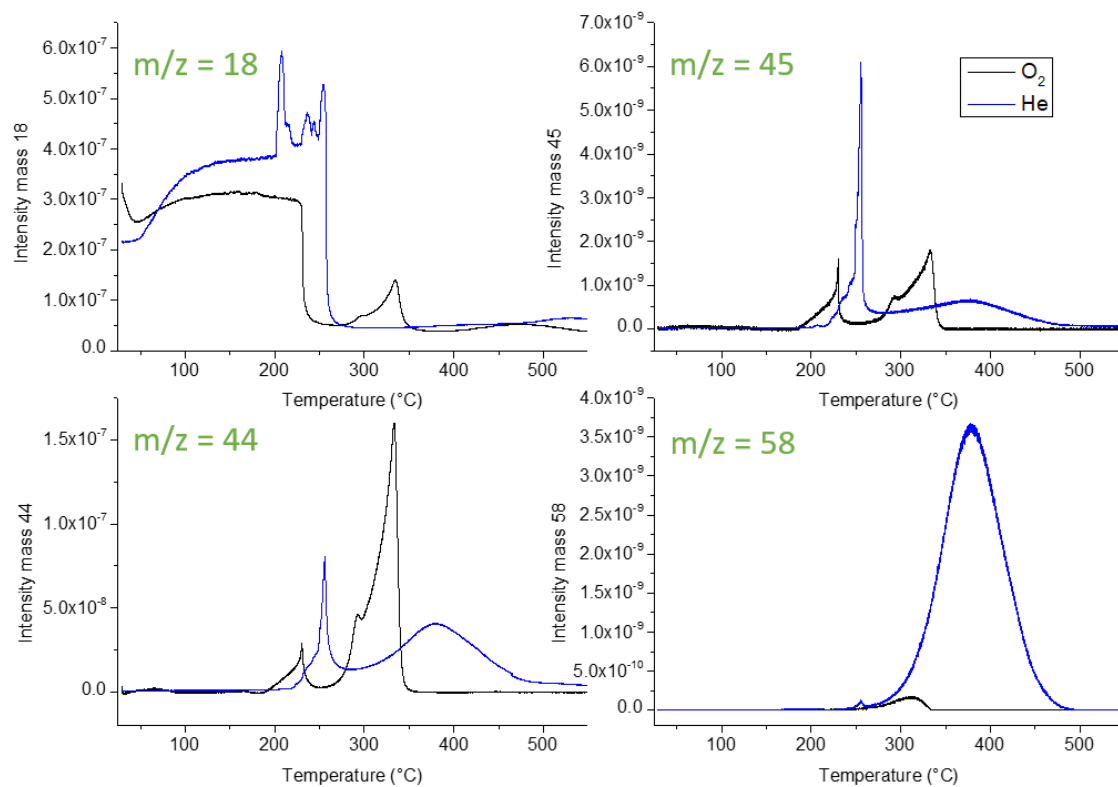 m/z = 18
Intensity mass 18
6.0x10⁻⁷
5.0x10⁻⁷
4.0x10⁻⁷
3.0x10⁻⁷
2.0x10⁻⁷
1.0x10⁻⁷
0.0
100 200 300 400 500
Temperature (°C)
m/z = 45
O₂
He
Intensity mass 45
7.0x10⁻⁹
6.0x10⁻⁹
5.0x10⁻⁹
4.0x10⁻⁹
3.0x10⁻⁹
2.0x10⁻⁹
1.0x10⁻⁹
0.0
100 200 300 400 500
Temperature (°C)
m/z = 44
Intensity mass 44
1.5x10⁻⁷
1.0x10⁻⁷
5.0x10⁻⁸
0.0
100 200 300 400 500
Temperature (°C)
m/z = 58
Intensity mass 58
4.0x10⁻⁹
3.5x10⁻⁹
3.0x10⁻⁹
2.5x10⁻⁹
2.0x10⁻⁹
1.5x10⁻⁹
1.0x10⁻⁹
5.0x10⁻¹⁰
0.0
100 200 300 400 500
Temperature (°C)